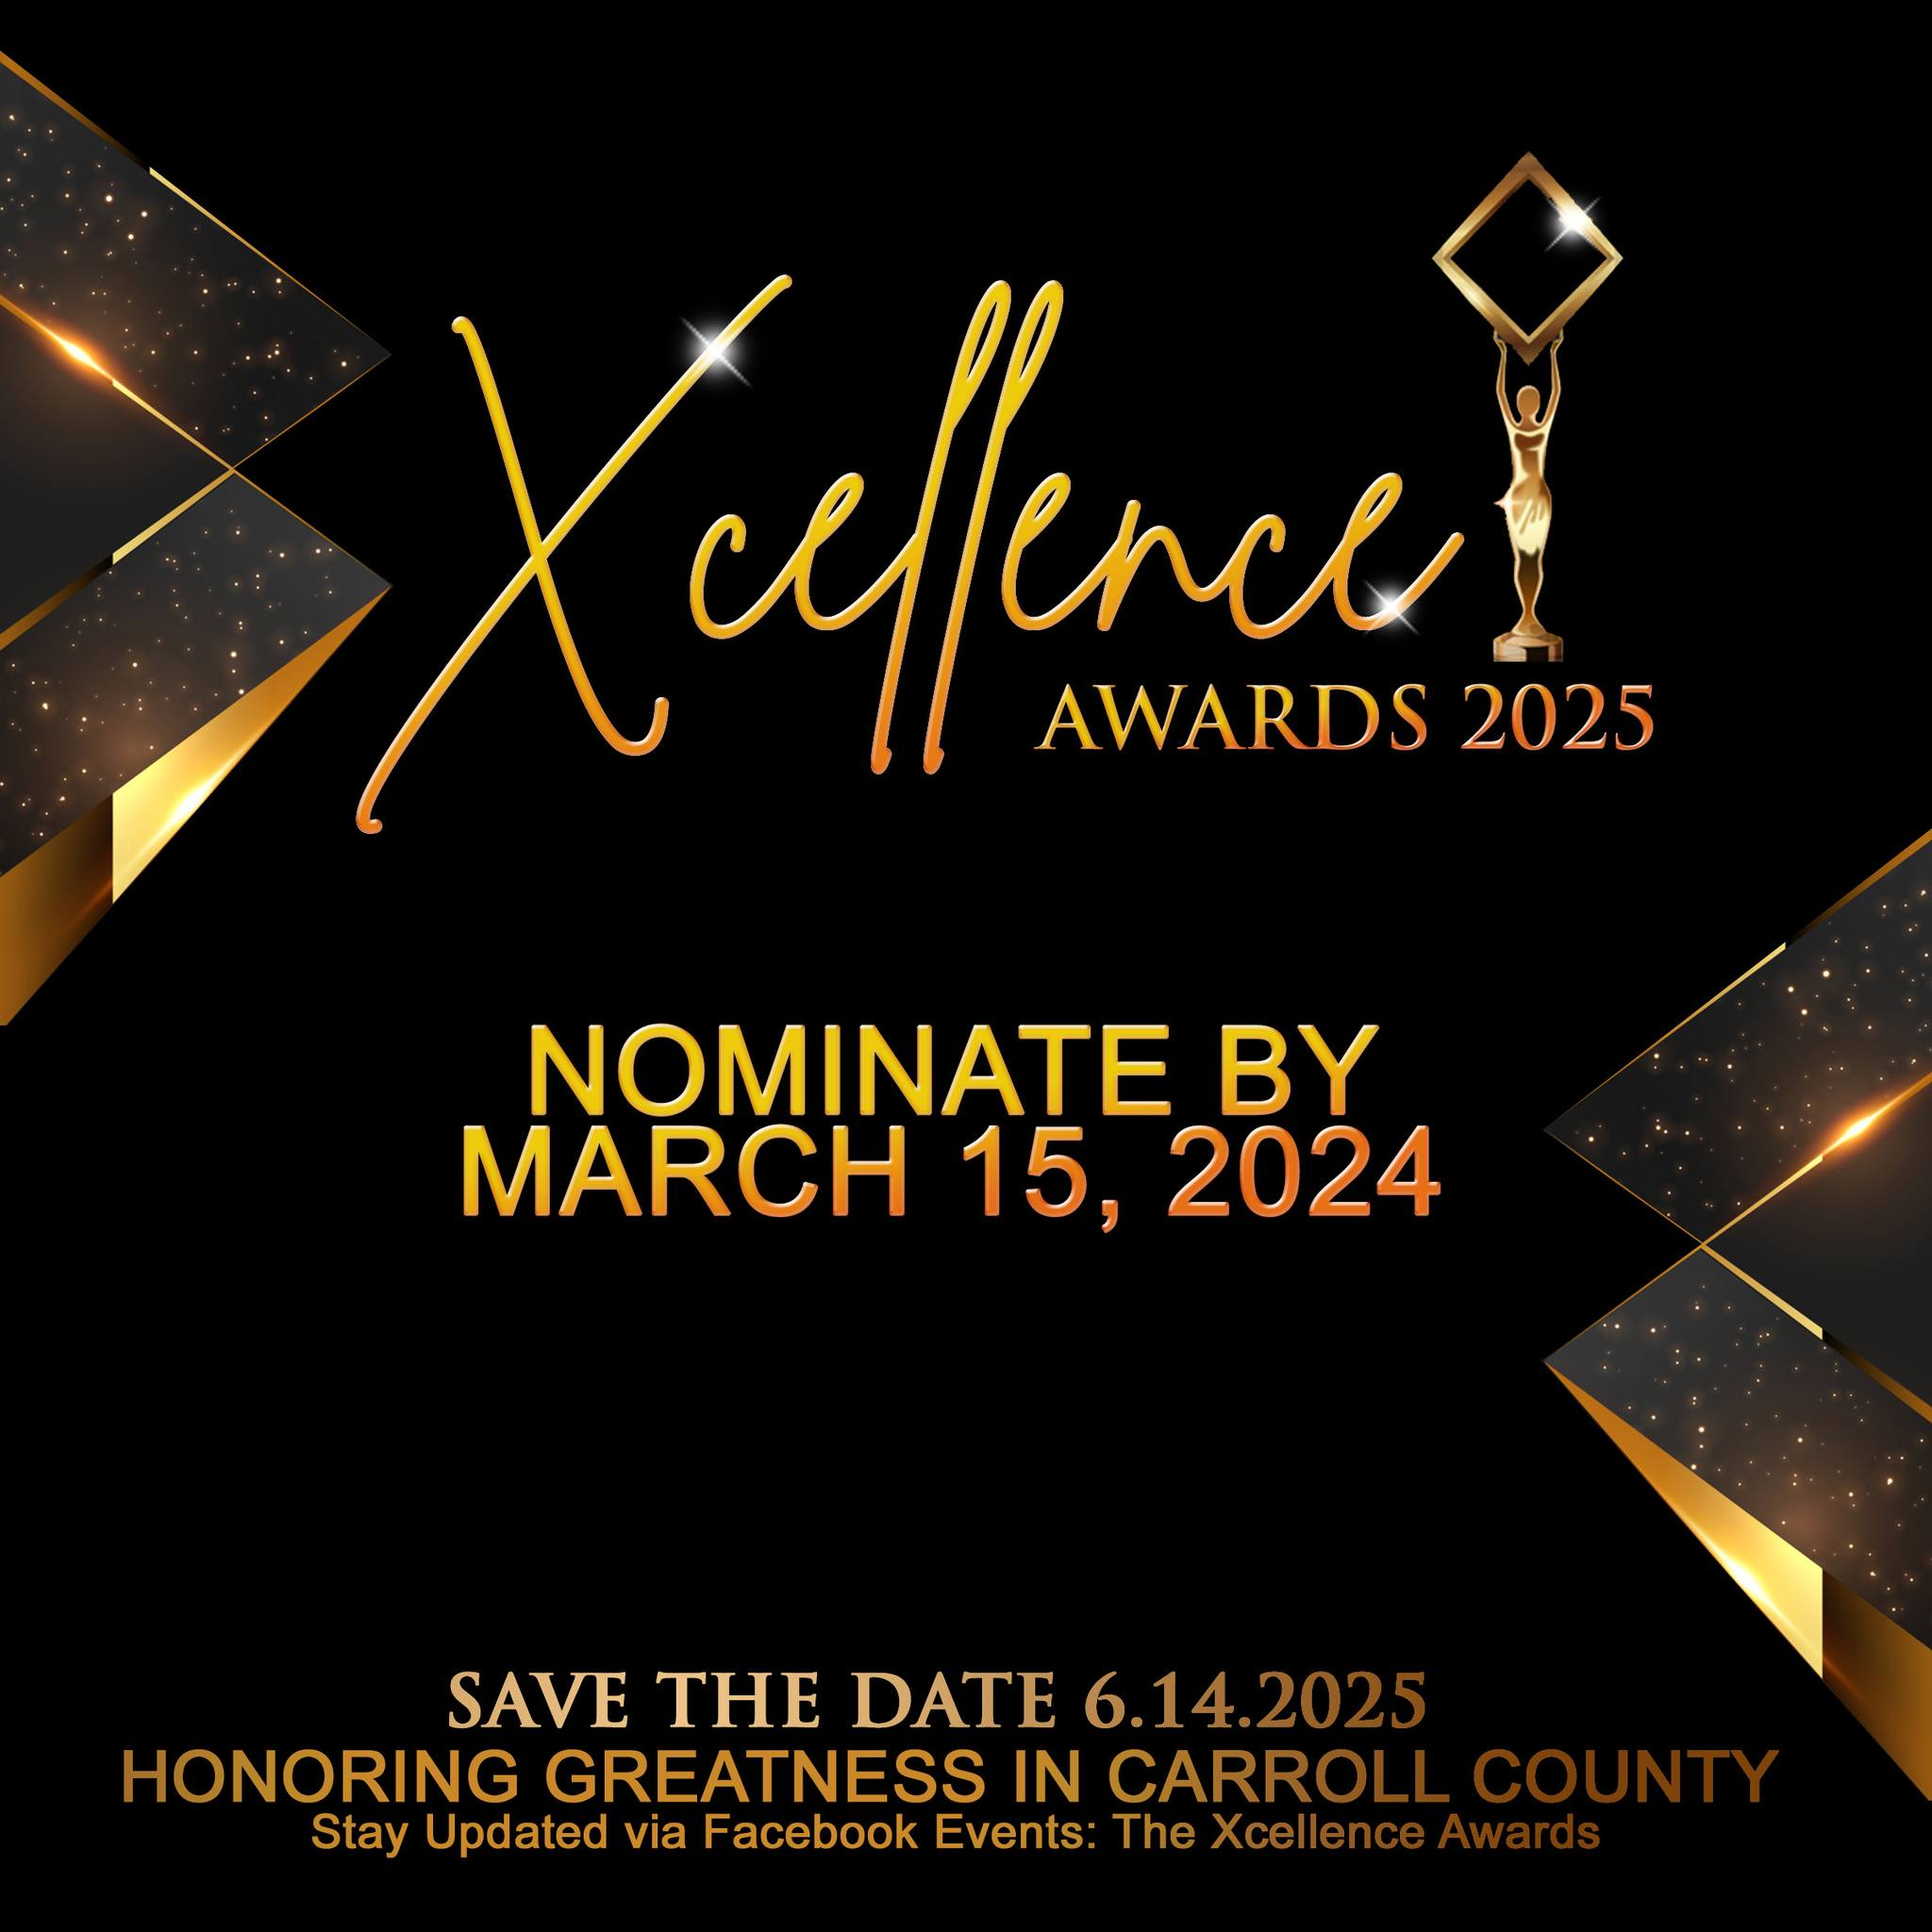 Xcellence
AWARDS 2025
NOMINATE BY
MARCH 15, 2024
SAVE THE DATE 6.14.2025
HONORING GREATNESS IN CARROLL COUNTY
Stay Updated via Facebook Events: The Xcellence Awards